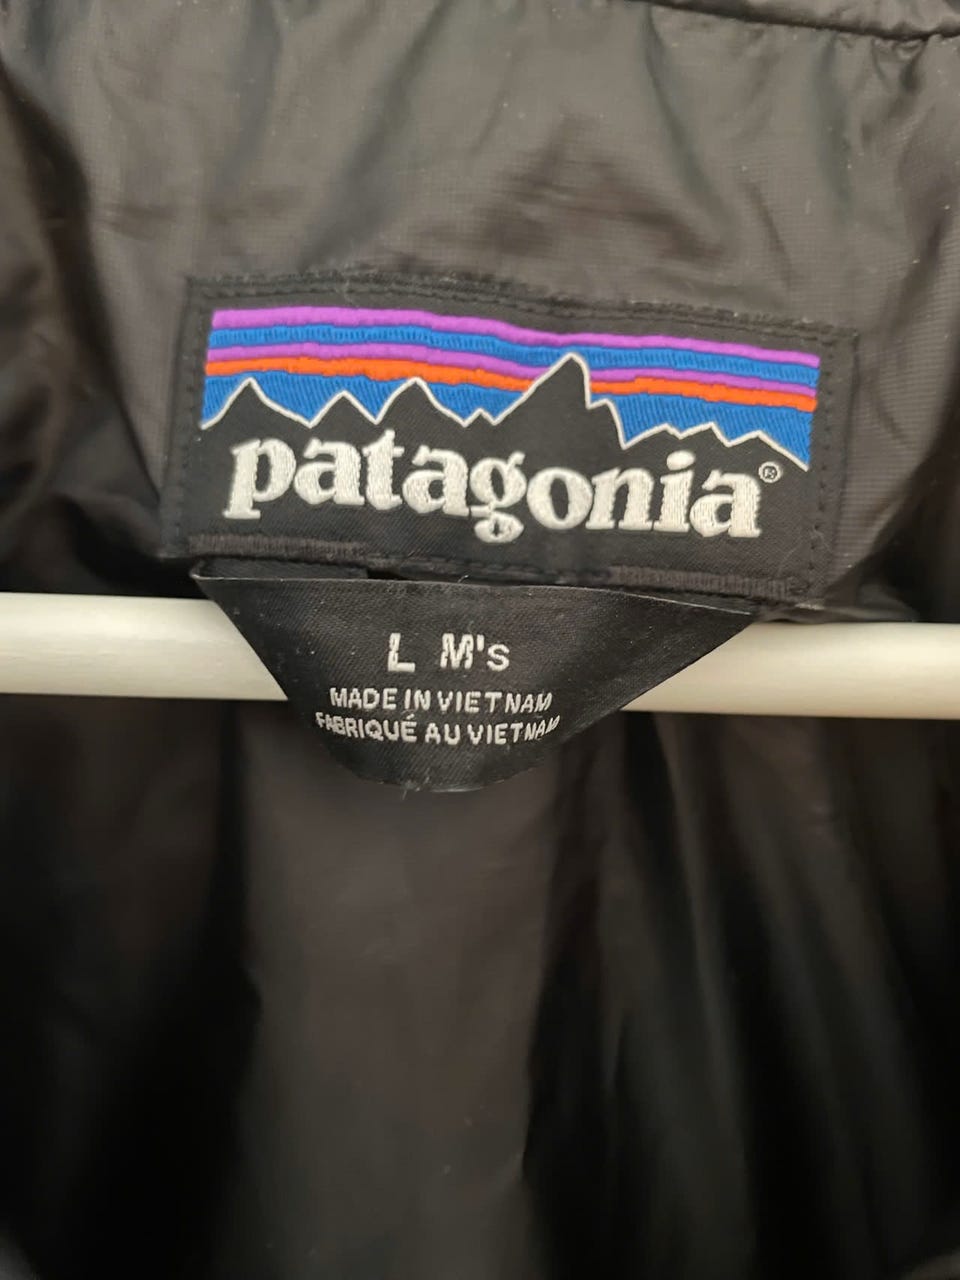 patagonia®
L M's
MADE IN VIETNAM
FABRIQUÉ AU VIETNAM